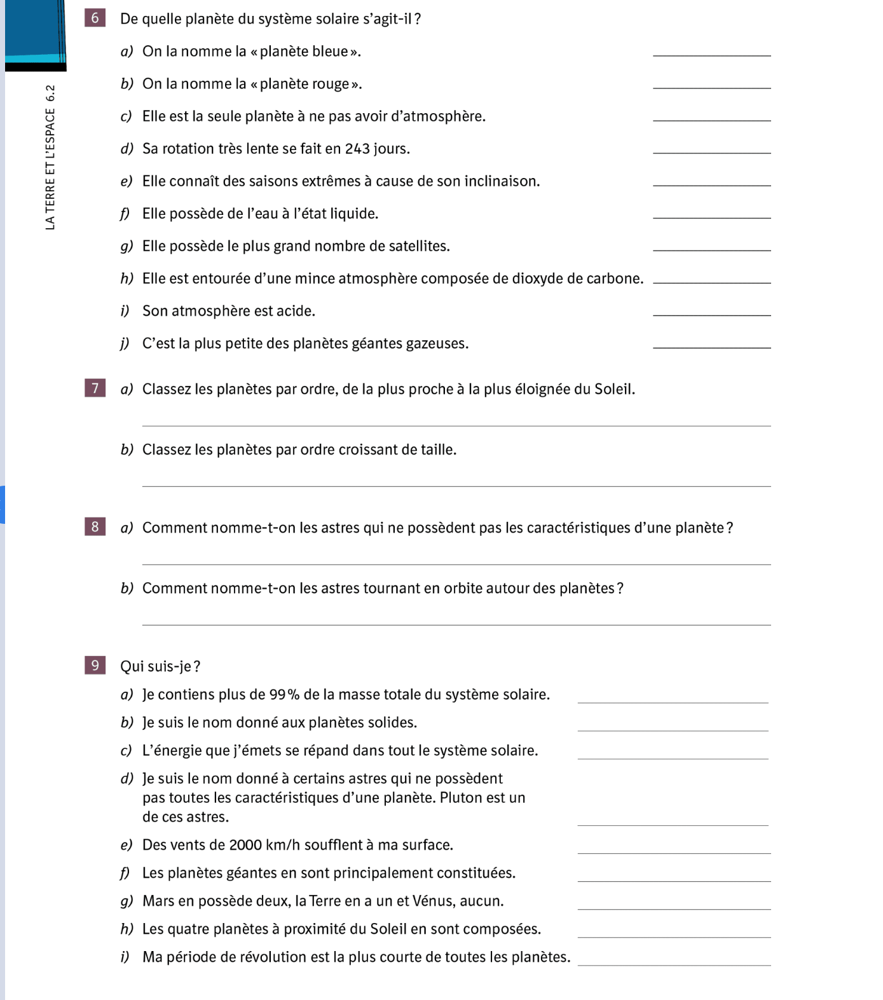 6 De quelle planète du système solaire s’agit-il ?
a) On la nomme la « planète bleue ».
b) On la nomme la « planète rouge ».
c) Elle est la seule planète à ne pas avoir d’atmosphère.
d) Sa rotation très lente se fait en 243 jours.
e) Elle connaît des saisons extrêmes à cause de son inclinaison.
f) Elle possède de l’eau à l’état liquide.
g) Elle possède le plus grand nombre de satellites.
h) Elle est entourée d’une mince atmosphère composée de dioxyde de carbone.
i) Son atmosphère est acide.
j) C’est la plus petite des planètes géantes gazeuses.
LA TERRE ET L’ESPACE 6.2
7 a) Classez les planètes par ordre, de la plus proche à la plus éloignée du Soleil.
b) Classez les planètes par ordre croissant de taille.
8 a) Comment nomme-t-on les astres qui ne possèdent pas les caractéristiques d’une planète ?
b) Comment nomme-t-on les astres tournant en orbite autour des planètes ?
9 Qui suis-je ?
a) Je contiens plus de 99 % de la masse totale du système solaire.
b) Je suis le nom donné aux planètes solides.
c) L’énergie que j’émets se répand dans tout le système solaire.
d) Je suis le nom donné à certains astres qui ne possèdent
pas toutes les caractéristiques d’une planète. Pluton est un
de ces astres.
e) Des vents de 2000 km/h soufflent à ma surface.
f) Les planètes géantes en sont principalement constituées.
g) Mars en possède deux, la Terre en a un et Vénus, aucun.
h) Les quatre planètes à proximité du Soleil en sont composées.
i) Ma période de révolution est la plus courte de toutes les planètes.